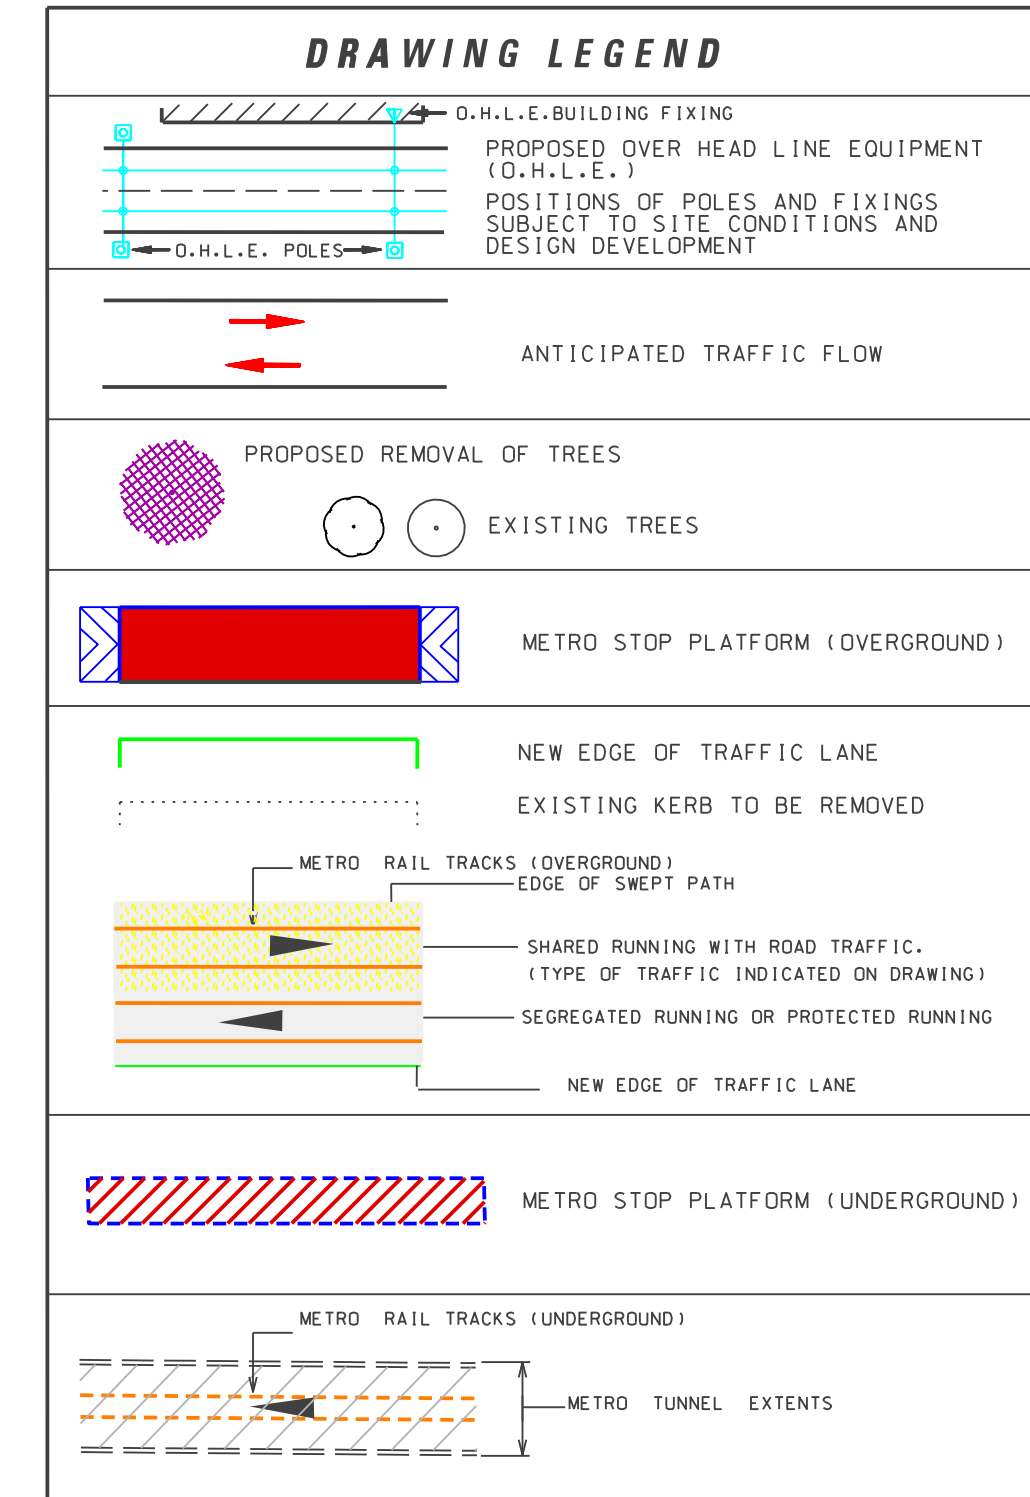 DRAWING LEGEND
O.H.L.E.BUILDING FIXING
PROPOSED OVER HEAD LINE EQUIPMENT
(O.H.L.E.)
POSITIONS OF POLES AND FIXINGS
SUBJECT TO SITE CONDITIONS AND
DESIGN DEVELOPMENT
O.H.L.E. POLES
ANTICIPATED TRAFFIC FLOW
PROPOSED REMOVAL OF TREES
EXISTING TREES
METRO STOP PLATFORM (OVERGROUND)
NEW EDGE OF TRAFFIC LANE
EXISTING KERB TO BE REMOVED
METRO RAIL TRACKS (OVERGROUND)
EDGE OF SWEPT PATH
SHARED RUNNING WITH ROAD TRAFFIC.
(TYPE OF TRAFFIC INDICATED ON DRAWING)
SEGREGATED RUNNING OR PROTECTED RUNNING
NEW EDGE OF TRAFFIC LANE
METRO STOP PLATFORM (UNDERGROUND)
METRO RAIL TRACKS (UNDERGROUND)
METRO TUNNEL EXTENTS